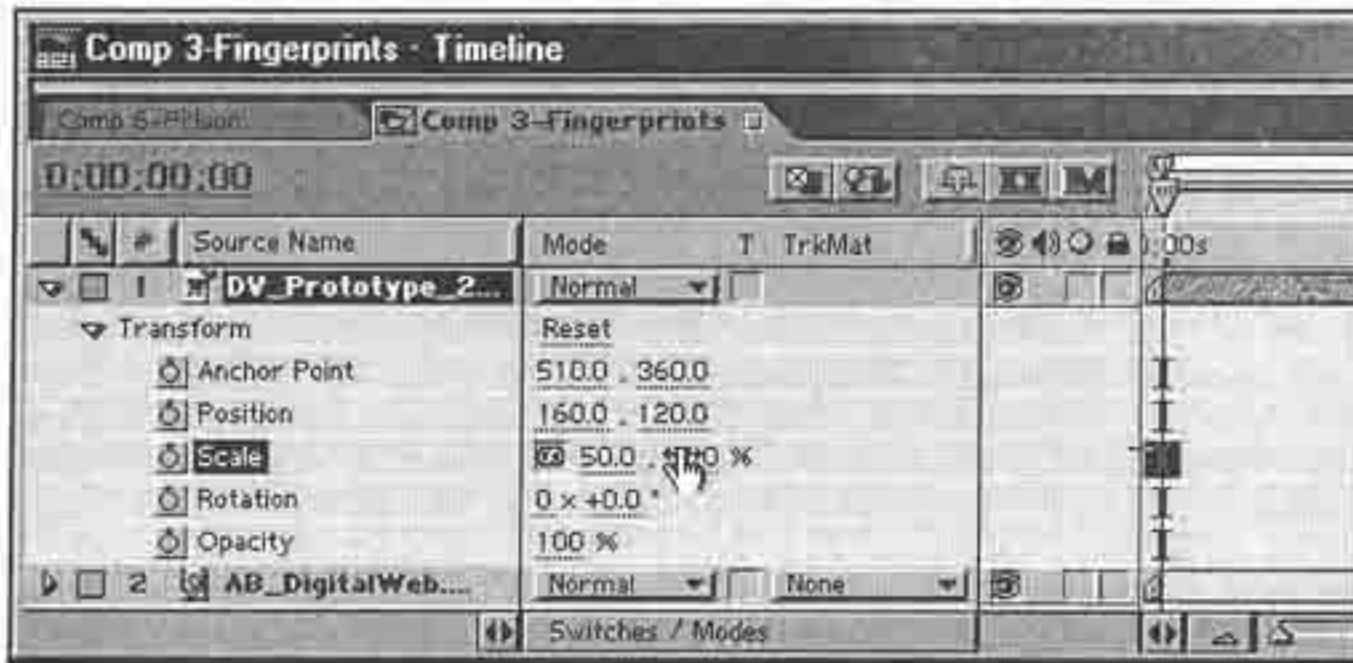 Comp 3-Fingerprints · Timeline
Comp 3-Fingerprints
0:00:00:00
# Source Name Mode T TrkMat 0:00s
1 DV_Prototype_2... Normal
Transform Reset
Anchor Point 510.0 , 360.0
Position 160.0 , 120.0
Scale 50.0 , %
Rotation 0 x +0.0 °
Opacity 100 %
2 AB_DigitalWeb.... Normal None
Switches / Modes